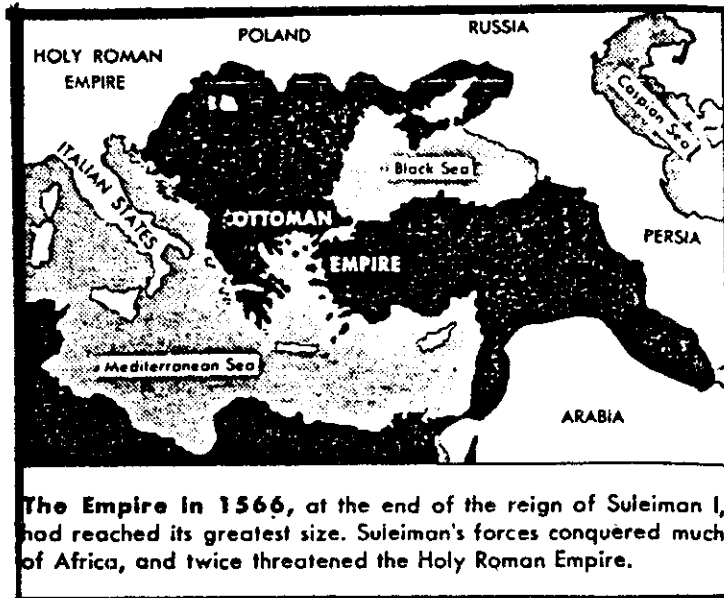 POLAND
RUSSIA
HOLY ROMAN
EMPIRE
Caspian Sea
ITALIAN STATES
Black Sea
OTTOMAN
EMPIRE
PERSIA
Mediterranean Sea
ARABIA
The Empire in 1566, at the end of the reign of Suleiman I,
had reached its greatest size. Suleiman's forces conquered much
of Africa, and twice threatened the Holy Roman Empire.